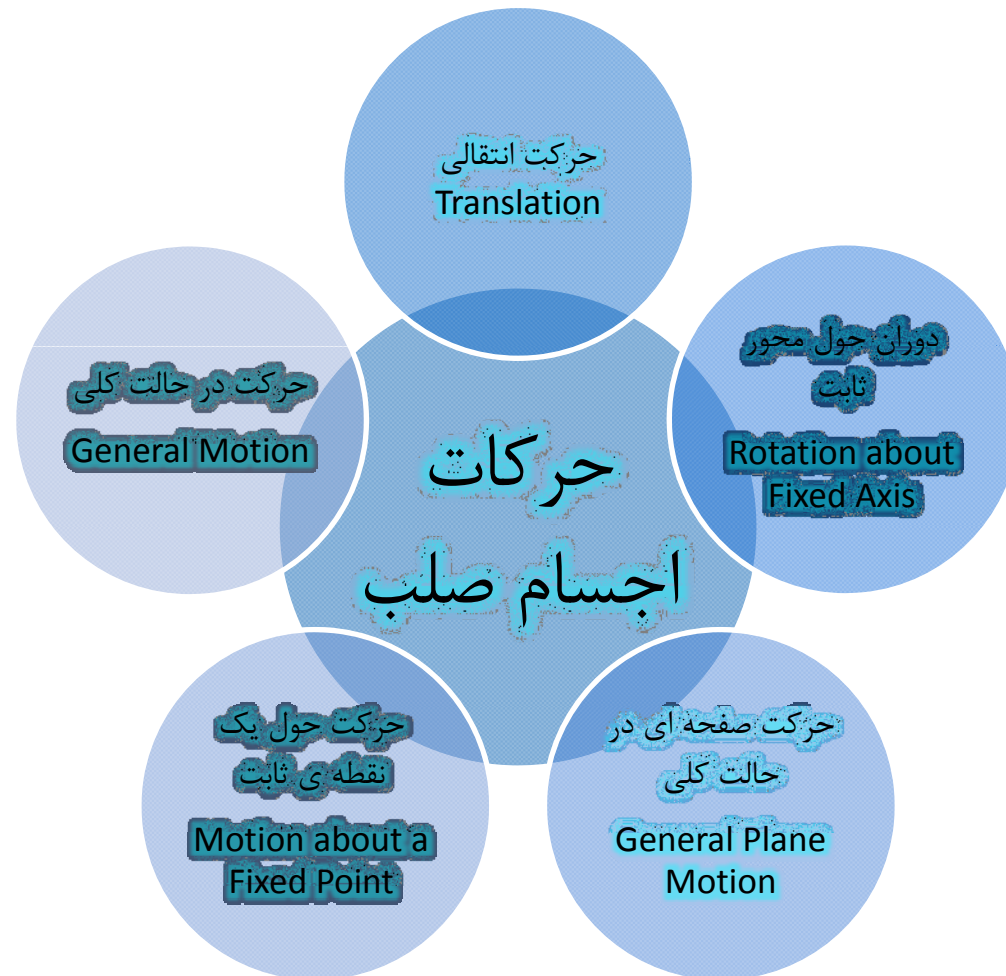 حرکت انتقالی
Translation
دوران حول محور
ثابت
Rotation about
Fixed Axis
حرکت صفحه ای در
حالت کلی
General Plane
Motion
حرکت حول یک
نقطه ی ثابت
Motion about a
Fixed Point
حرکت در حالت کلی
General Motion
حرکات
اجسام صلب